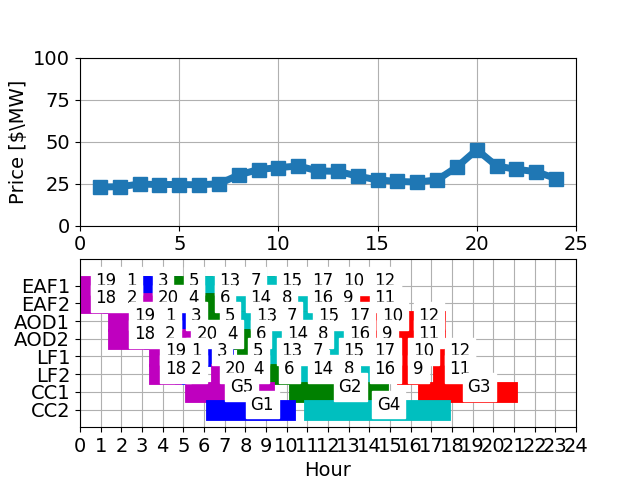 100
75
50
25
0
Price [$\MW]
0 5 10 15 20 25
EAF1 19 1 3 5 13 7 15 17 10 12
EAF2 18 2 20 4 6 14 8 16 9 11
AOD1 19 1 3 5 13 7 15 17 10 12
AOD2 18 2 20 4 6 14 8 16 9 11
LF1 19 1 3 5 13 7 15 17 10 12
LF2 18 2 20 4 6 14 8 16 9 11
CC1 G5 G2 G3
CC2 G1 G4
0 1 2 3 4 5 6 7 8 9 10 11 12 13 14 15 16 17 18 19 20 21 22 23 24
Hour